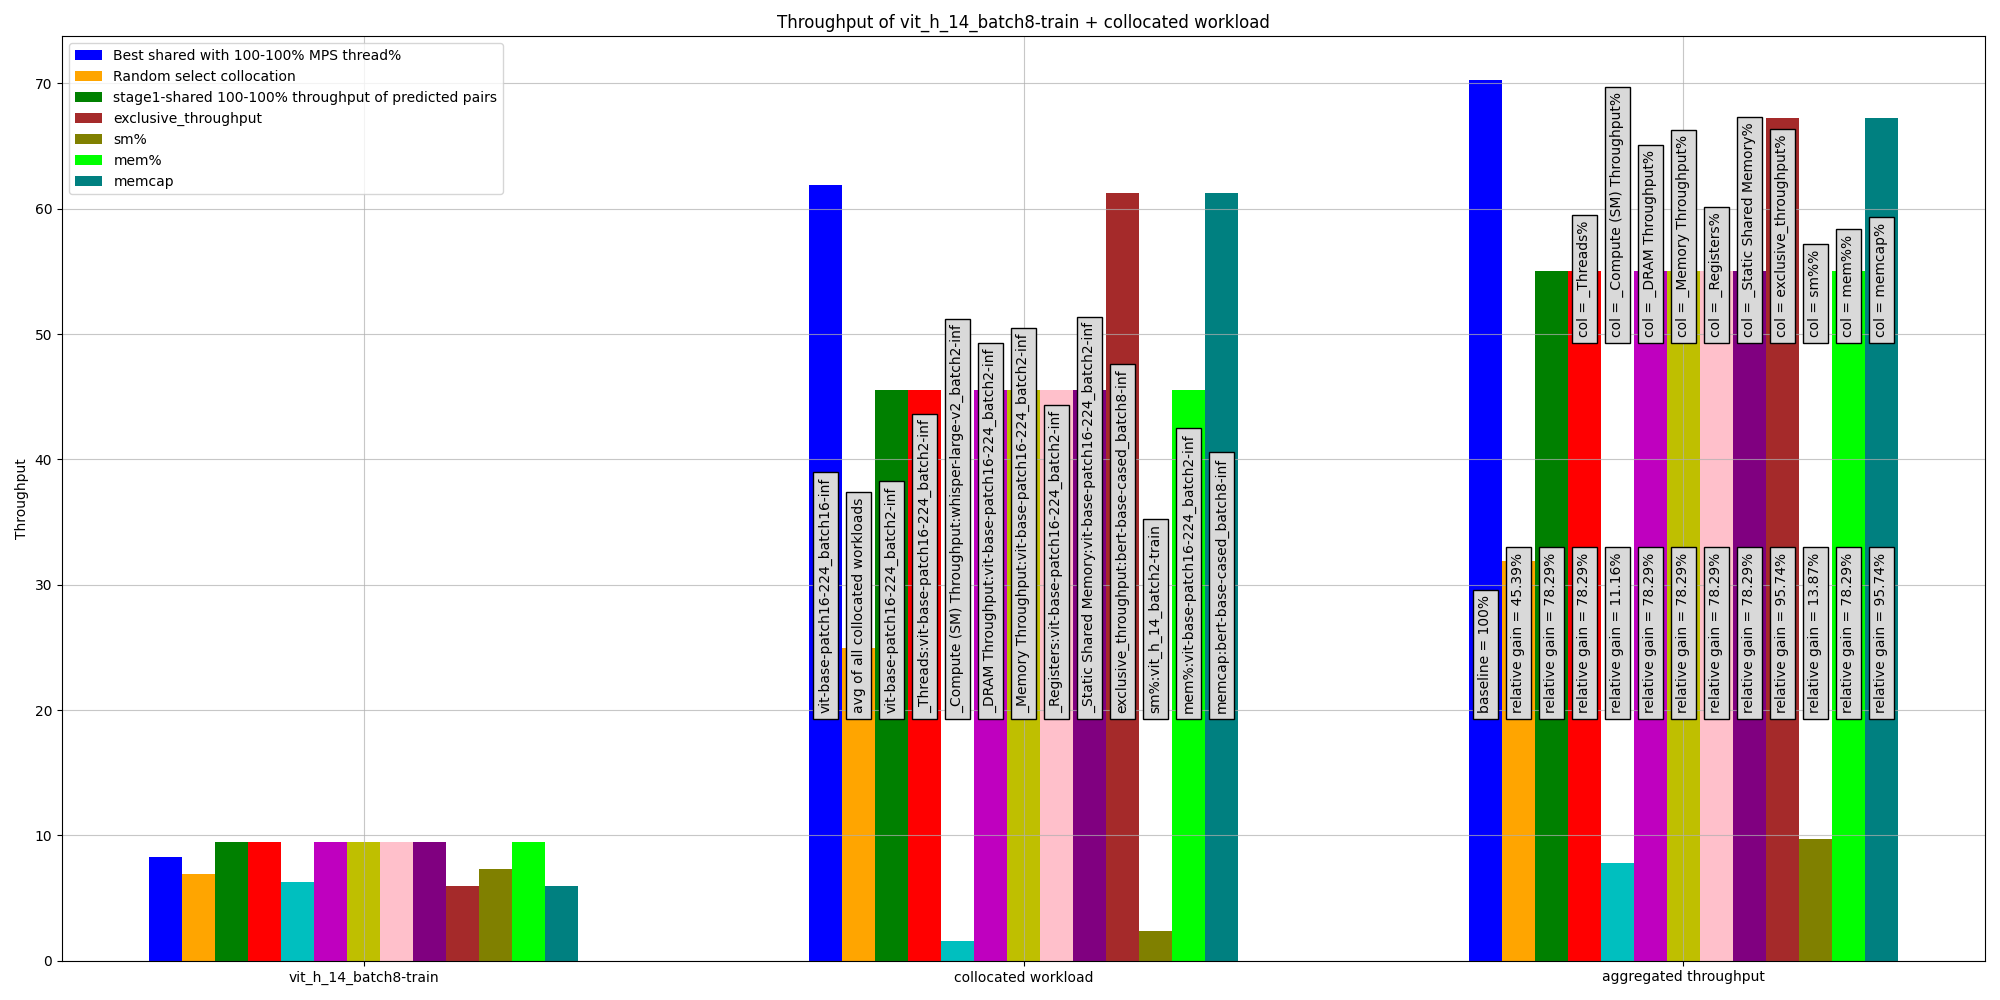 Throughput of vit_h_14_batch8-train + collocated workload
Best shared with 100-100% MPS thread%
Random select collocation
stage1-shared 100-100% throughput of predicted pairs
exclusive_throughput
sm%
mem%
memcap
Throughput
70
60
50
40
30
20
10
0
vit-base-patch16-224_batch16-inf
avg of all collocated workloads
vit-base-patch16-224_batch2-inf
_Threads:vit-base-patch16-224_batch2-inf
_Compute (SM) Throughput:whisper-large-v2_batch2-inf
_DRAM Throughput:vit-base-patch16-224_batch2-inf
_Memory Throughput:vit-base-patch16-224_batch2-inf
_Registers:vit-base-patch16-224_batch2-inf
_Static Shared Memory:vit-base-patch16-224_batch2-inf
exclusive_throughput:bert-base-cased_batch8-inf
sm%:vit_h_14_batch2-train
mem%:vit-base-patch16-224_batch2-inf
memcap:bert-base-cased_batch8-inf
col = _Threads%
col = _Compute (SM) Throughput%
col = _DRAM Throughput%
col = _Memory Throughput%
col = _Registers%
col = _Static Shared Memory%
col = exclusive_throughput%
col = sm%%
col = mem%%
col = memcap%
baseline = 100%
relative gain = 45.39%
relative gain = 78.29%
relative gain = 78.29%
relative gain = 11.16%
relative gain = 78.29%
relative gain = 78.29%
relative gain = 78.29%
relative gain = 78.29%
relative gain = 95.74%
relative gain = 13.87%
relative gain = 78.29%
relative gain = 95.74%
vit_h_14_batch8-train
collocated workload
aggregated throughput